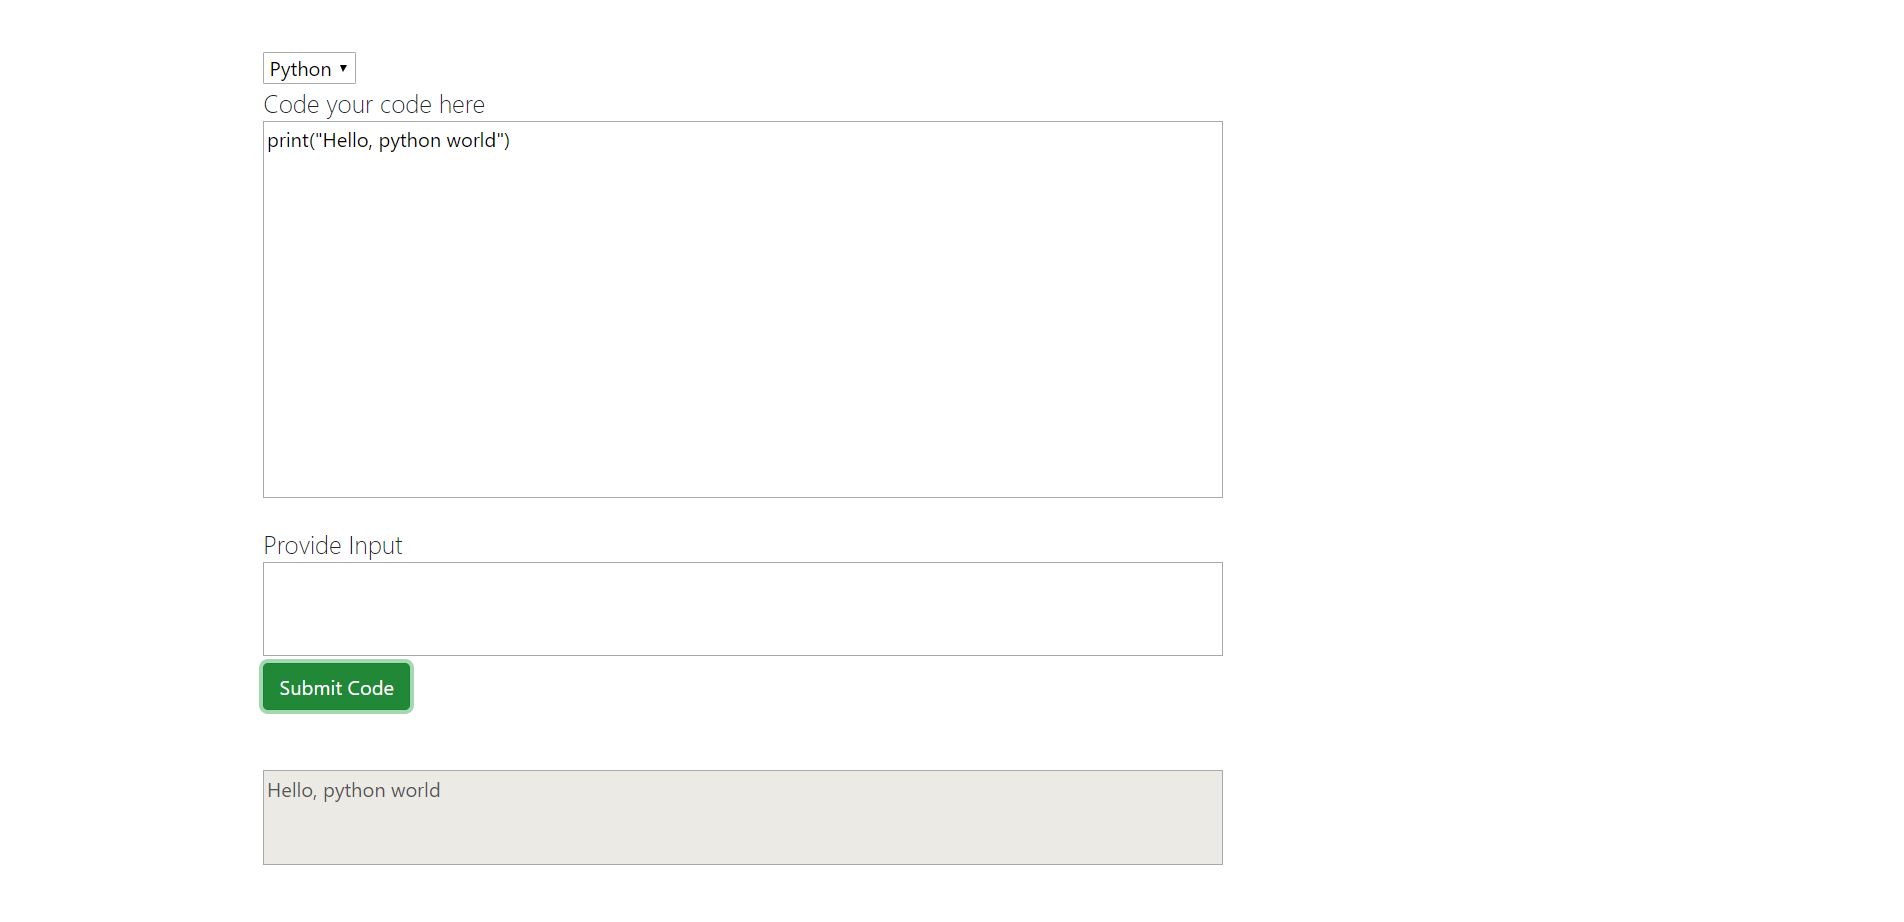 Python
Code your code here
print("Hello, python world")
Provide Input
Submit Code
Hello, python world